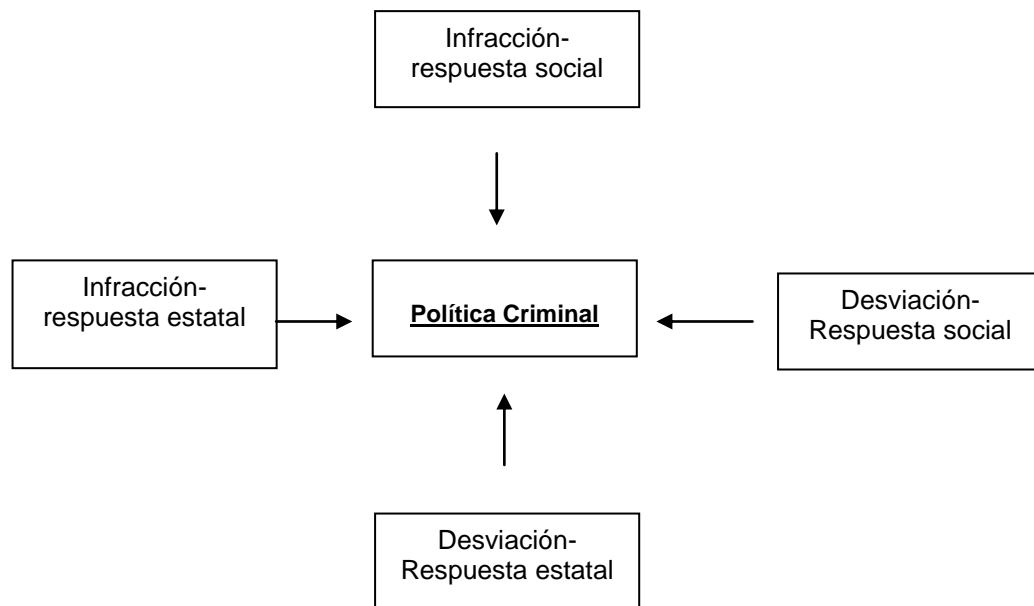 Infracción-
respuesta social
Infracción-
respuesta estatal
Política Criminal
Desviación-
Respuesta social
Desviación-
Respuesta estatal